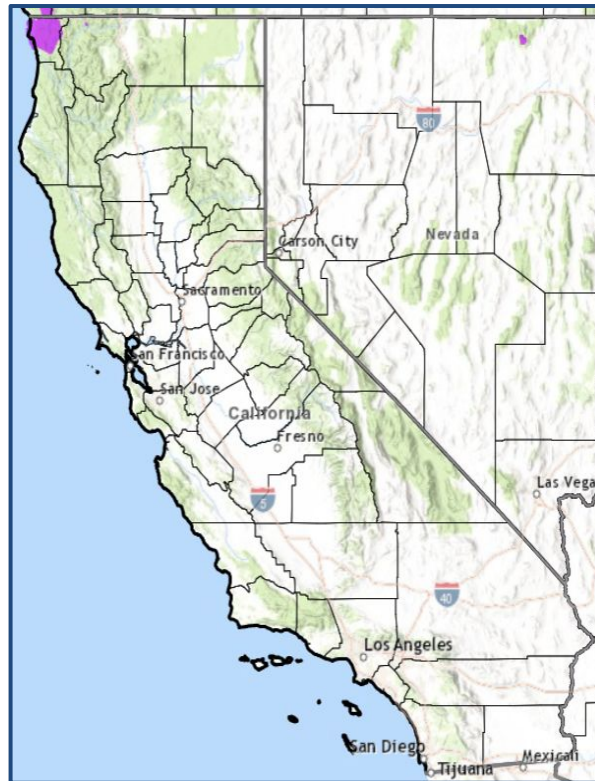 80
Carson City
Nevada
Sacramento
San Francisco
San Jose
California
Fresno
Las Vega
5
40
Los Angeles
San Diego
Tijuana
Mexicali